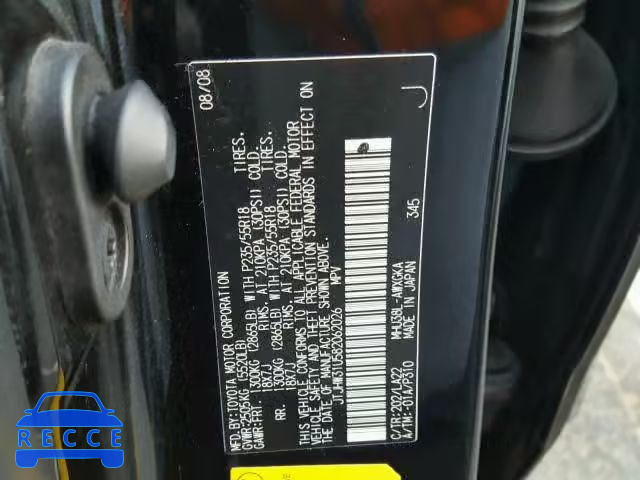 MFD.BY:TOYOTA MOTOR CORPORATION 08/08
GVWR:2505KG(5520LB)
GAWR:FRT. 1300KG (2865LB) WITH P235/55R18 TIRES.
18X7J RIMS. AT 210KPA (30PSI) COLD.
RR. 1300KG (2865LB) WITH P235/55R18 TIRES.
18X7J RIMS. AT 210KPA (30PSI) COLD.
THIS VEHICLE CONFORMS TO ALL APPLICABLE FEDERAL MOTOR
VEHICLE SAFETY AND THEFT PREVENTION STANDARDS IN EFFECT ON
THE DATE OF MANUFACTURE SHOWN ABOVE.
JTJHW31U582062026 MPV
C/TR:202/LA22 MHU38L-AWXGKA
A/TM:-01A/P310 MADE IN JAPAN 345
J